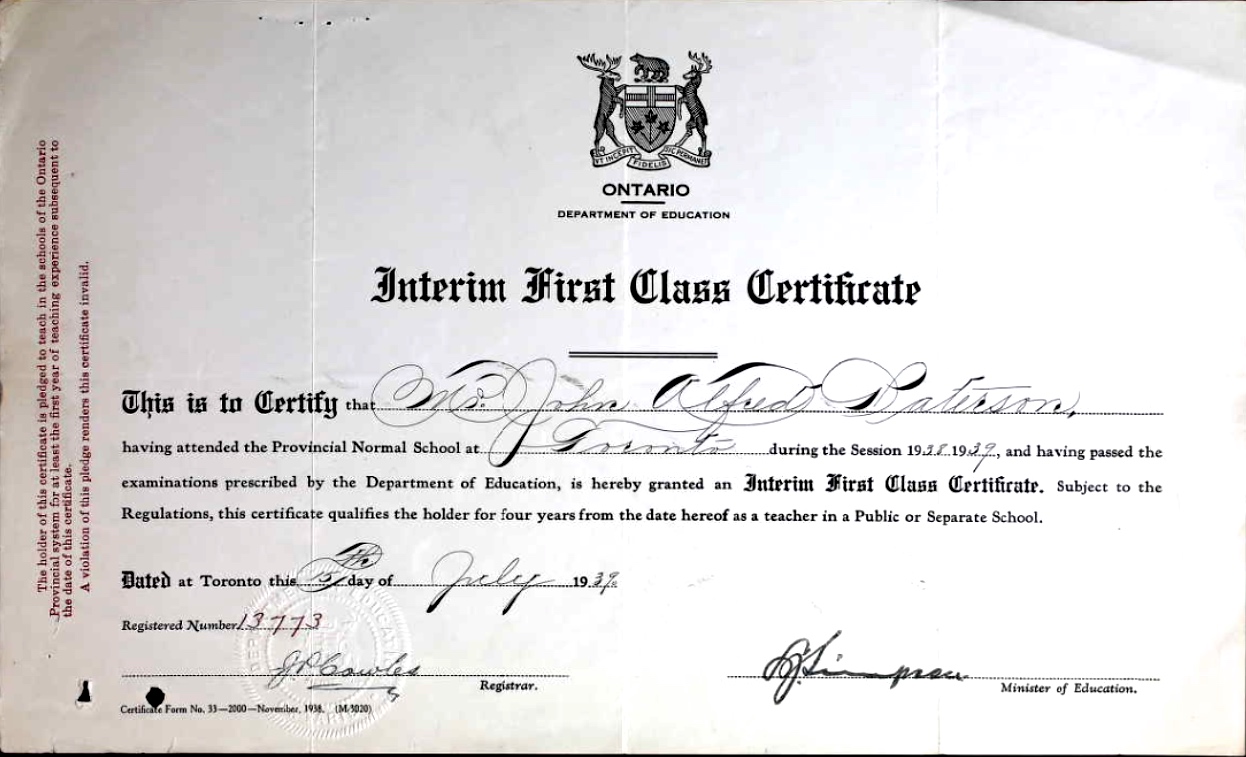 UT INCEPIT FIDELIS SIC PERMANET
ONTARIO
DEPARTMENT OF EDUCATION
Interim First Class Certificate
This is to Certify that Mr. John Alfred Paterson,
having attended the Provincial Normal School at Toronto during the Session 1938 1939, and having passed the
examinations prescribed by the Department of Education, is hereby granted an Interim First Class Certificate. Subject to the
Regulations, this certificate qualifies the holder for four years from the date hereof as a teacher in a Public or Separate School.
Dated at Toronto this day of July 1939.
Registered Number 13773
Registrar.
Simpson
Minister of Education.
Certificate Form No. 33—2000—November, 1938. (M-3020)
The holder of this certificate is pledged to teach in the schools of the Ontario
Provincial system for at least the first year of teaching experience subsequent to
the date of this certificate.
A violation of this pledge renders this certificate invalid.